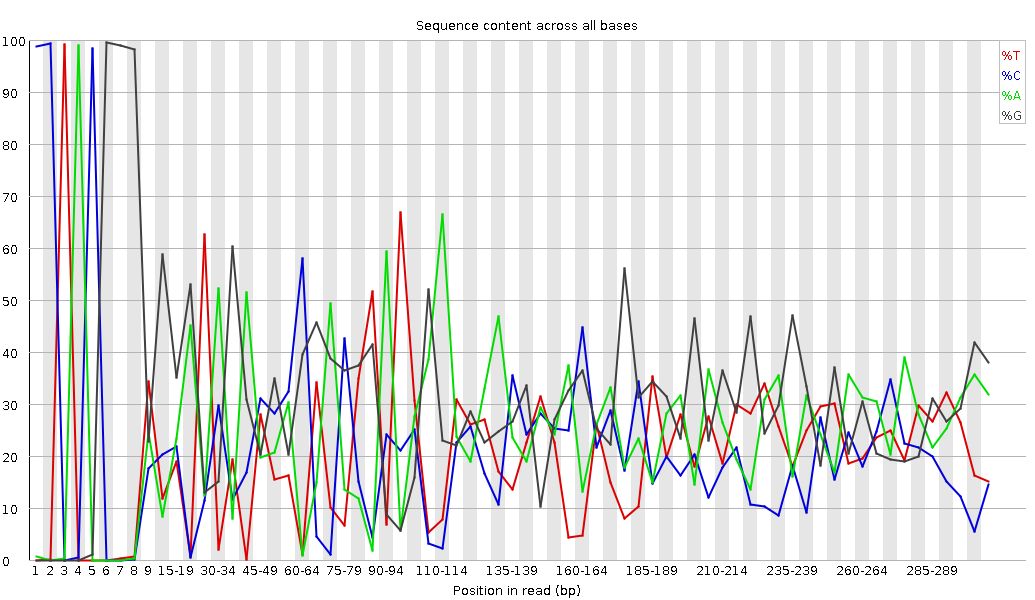 Sequence content across all bases
100
90
80
70
60
50
40
30
20
10
0
%T
%C
%A
%G
1 2 3 4 5 6 7 8 9 15-19 30-34 45-49 60-64 75-79 90-94 110-114 135-139 160-164 185-189 210-214 235-239 260-264 285-289
Position in read (bp)